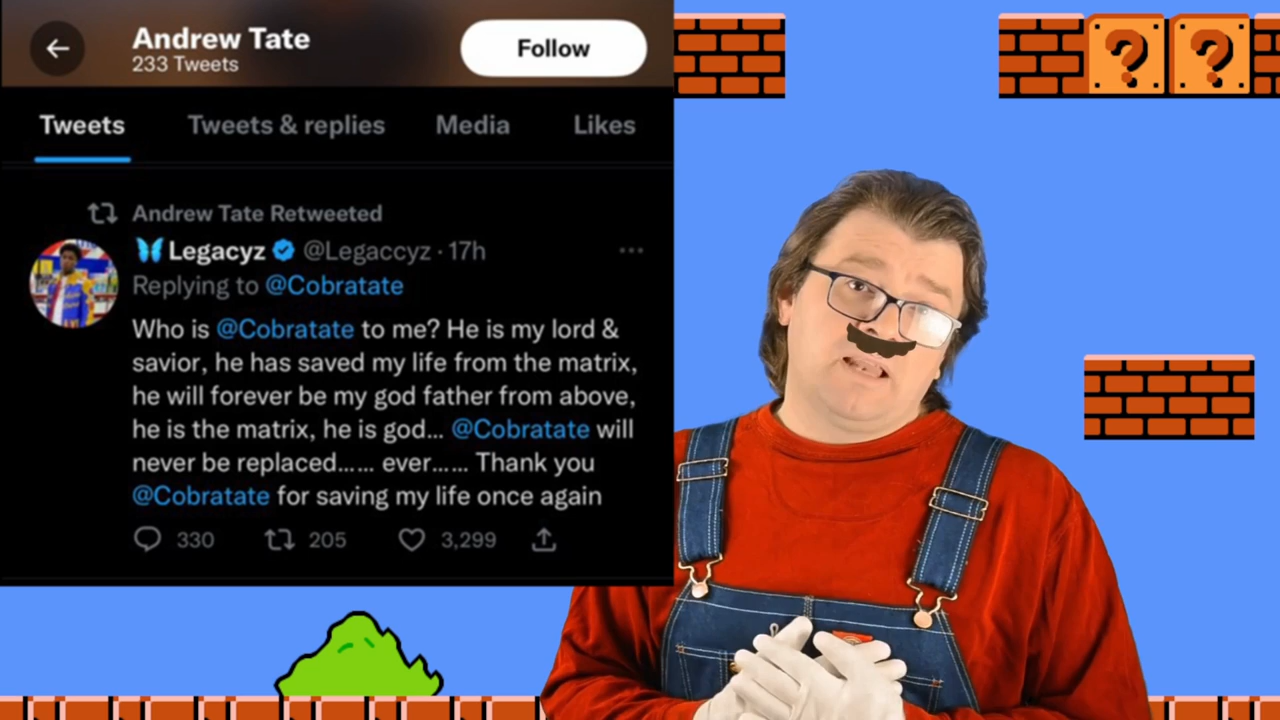 Andrew Tate
233 Tweets
Follow
Tweets
Tweets & replies
Media
Likes
Andrew Tate Retweeted
Legacyz @Legaccyz · 17h
Replying to @Cobratate
Who is @Cobratate to me? He is my lord &
savior, he has saved my life from the matrix,
he will forever be my god father from above,
he is the matrix, he is god... @Cobratate will
never be replaced...... ever...... Thank you
@Cobratate for saving my life once again
330
205
3,299
? ?